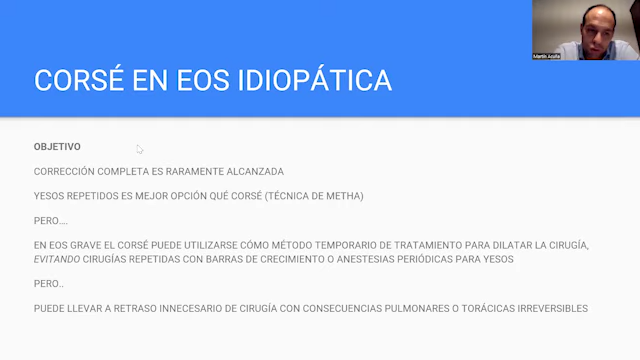 Martín Acuña
CORSÉ EN EOS IDIOPÁTICA
OBJETIVO
CORRECCIÓN COMPLETA ES RARAMENTE ALCANZADA
YESOS REPETIDOS ES MEJOR OPCIÓN QUÉ CORSÉ (TÉCNICA DE METHA)
PERO....
EN EOS GRAVE EL CORSÉ PUEDE UTILIZARSE CÓMO MÉTODO TEMPORARIO DE TRATAMIENTO PARA DILATAR LA CIRUGÍA,
EVITANDO CIRUGÍAS REPETIDAS CON BARRAS DE CRECIMIENTO O ANESTESIAS PERIÓDICAS PARA YESOS
PERO..
PUEDE LLEVAR A RETRASO INNECESARIO DE CIRUGÍA CON CONSECUENCIAS PULMONARES O TORÁCICAS IRREVERSIBLES